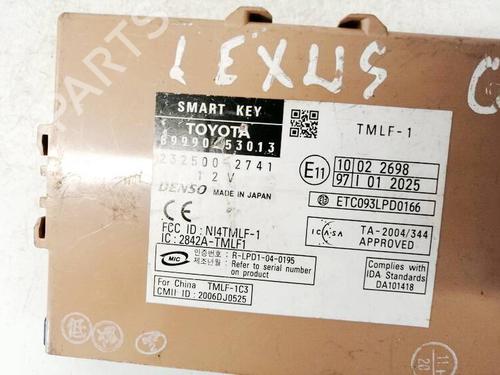 PARTS
LEXUS
SMART KEY
TOYOTA
89990-53013
232500-2741
12V
DENSO MADE IN JAPAN
TMLF-1
E11
10 02 2698
97 I 01 2025
ETC093LPD0166
CE
FCC ID : NI4TMLF-1
IC : 2842A-TMLF1
ICASA
TA-2004/344
APPROVED
MIC
인증번호 : R-LPD1-04-0195
제조년월 : Refer to serial number
on product
Complies with
IDA Standards
DA101418
For China TMLF-1C3
CMII ID : 2006DJ0525
低